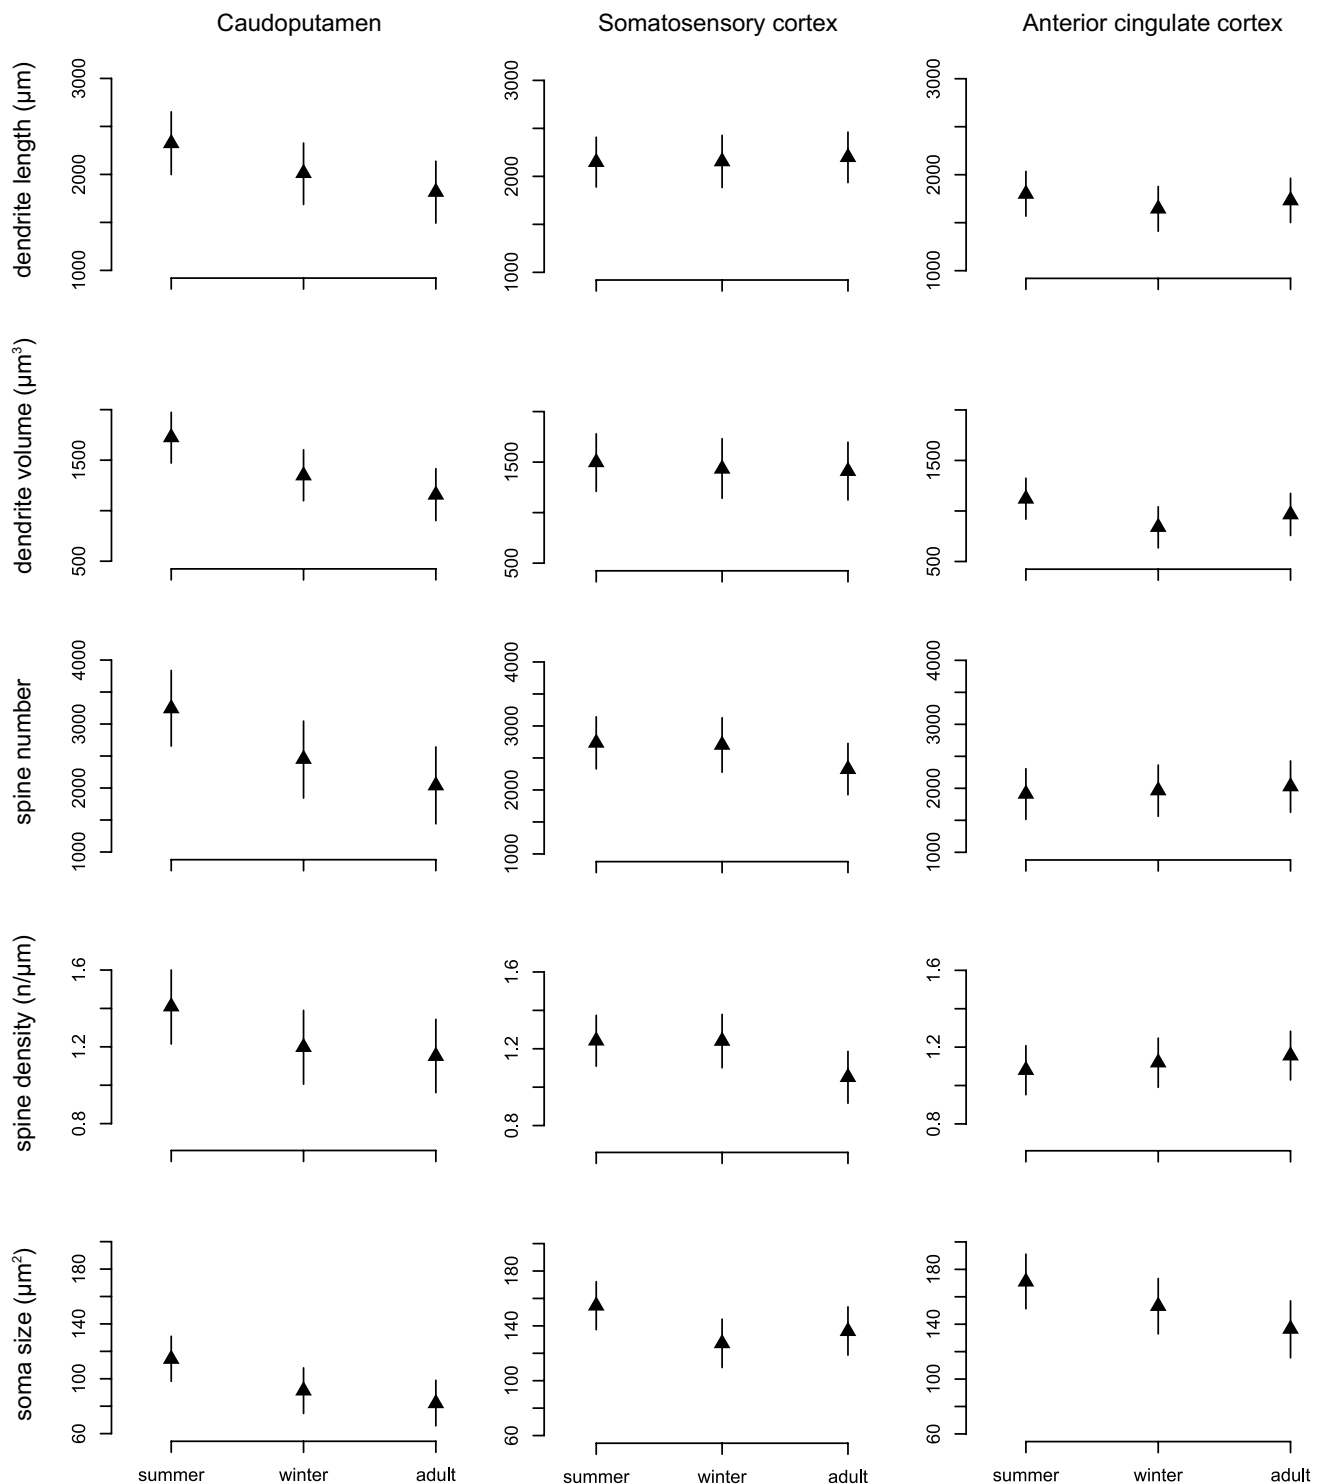 Caudoputamen Somatosensory cortex Anterior cingulate cortex
dendrite length (µm)
1000 2000 3000
1000 2000 3000
1000 2000 3000
dendrite volume (µm³)
500 1500
500 1500
500 1500
spine number
1000 2000 3000 4000
1000 2000 3000 4000
1000 2000 3000 4000
spine density (n/µm)
0.8 1.2 1.6
0.8 1.2 1.6
0.8 1.2 1.6
soma size (µm²)
60 100 140 180
60 100 140 180
60 100 140 180
summer winter adult summer winter adult summer winter adult